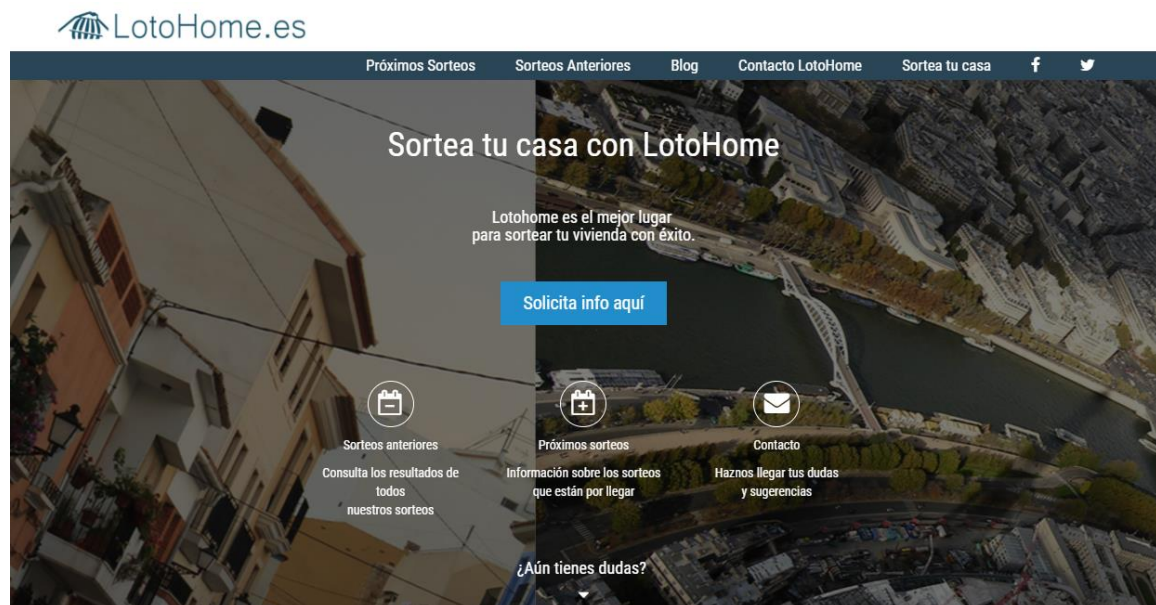 LotoHome.es
Próximos Sorteos Sorteos Anteriores Blog Contacto LotoHome Sortea tu casa
Sortea tu casa con LotoHome
Lotohome es el mejor lugar
para sortear tu vivienda con éxito.
Solicita info aquí
Sorteos anteriores
Consulta los resultados de
todos
nuestros sorteos
Próximos sorteos
Información sobre los sorteos
que están por llegar
Contacto
Haznos llegar tus dudas
y sugerencias
¿Aún tienes dudas?